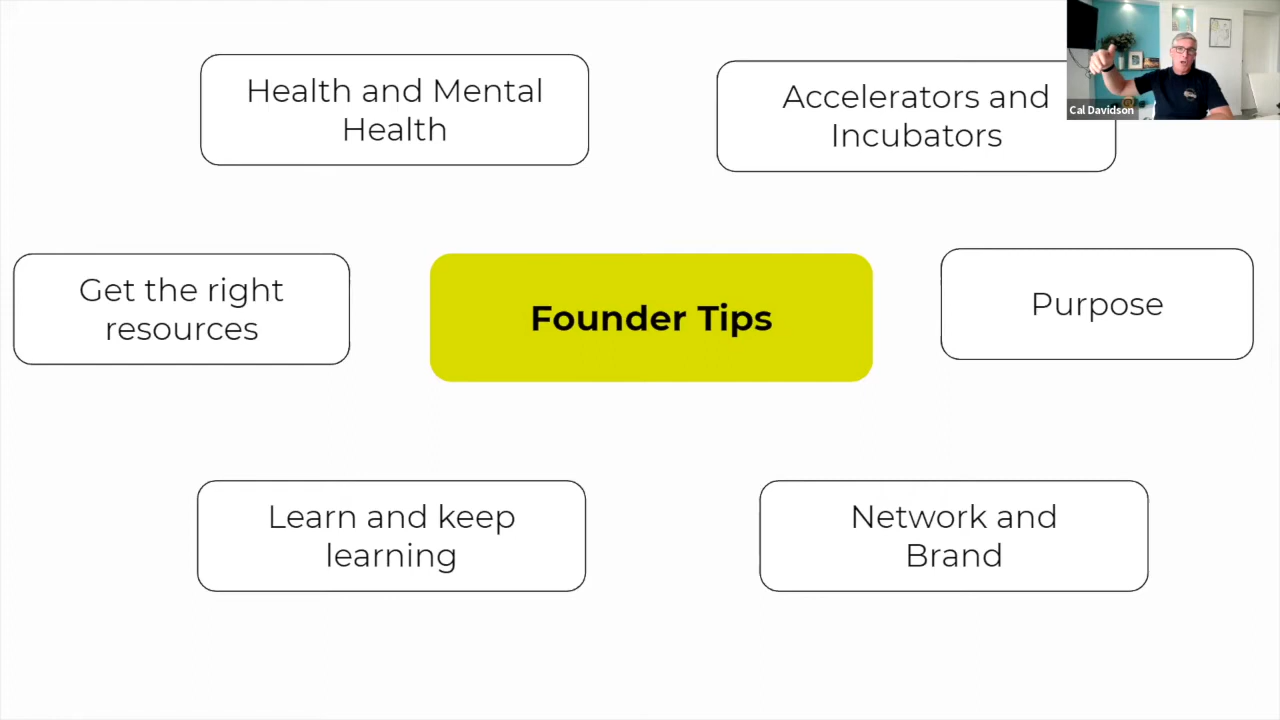 Health and Mental
Health
Accelerators and
Incubators
Cal Davidson
Get the right
resources
Founder Tips
Purpose
Learn and keep
learning
Network and
Brand